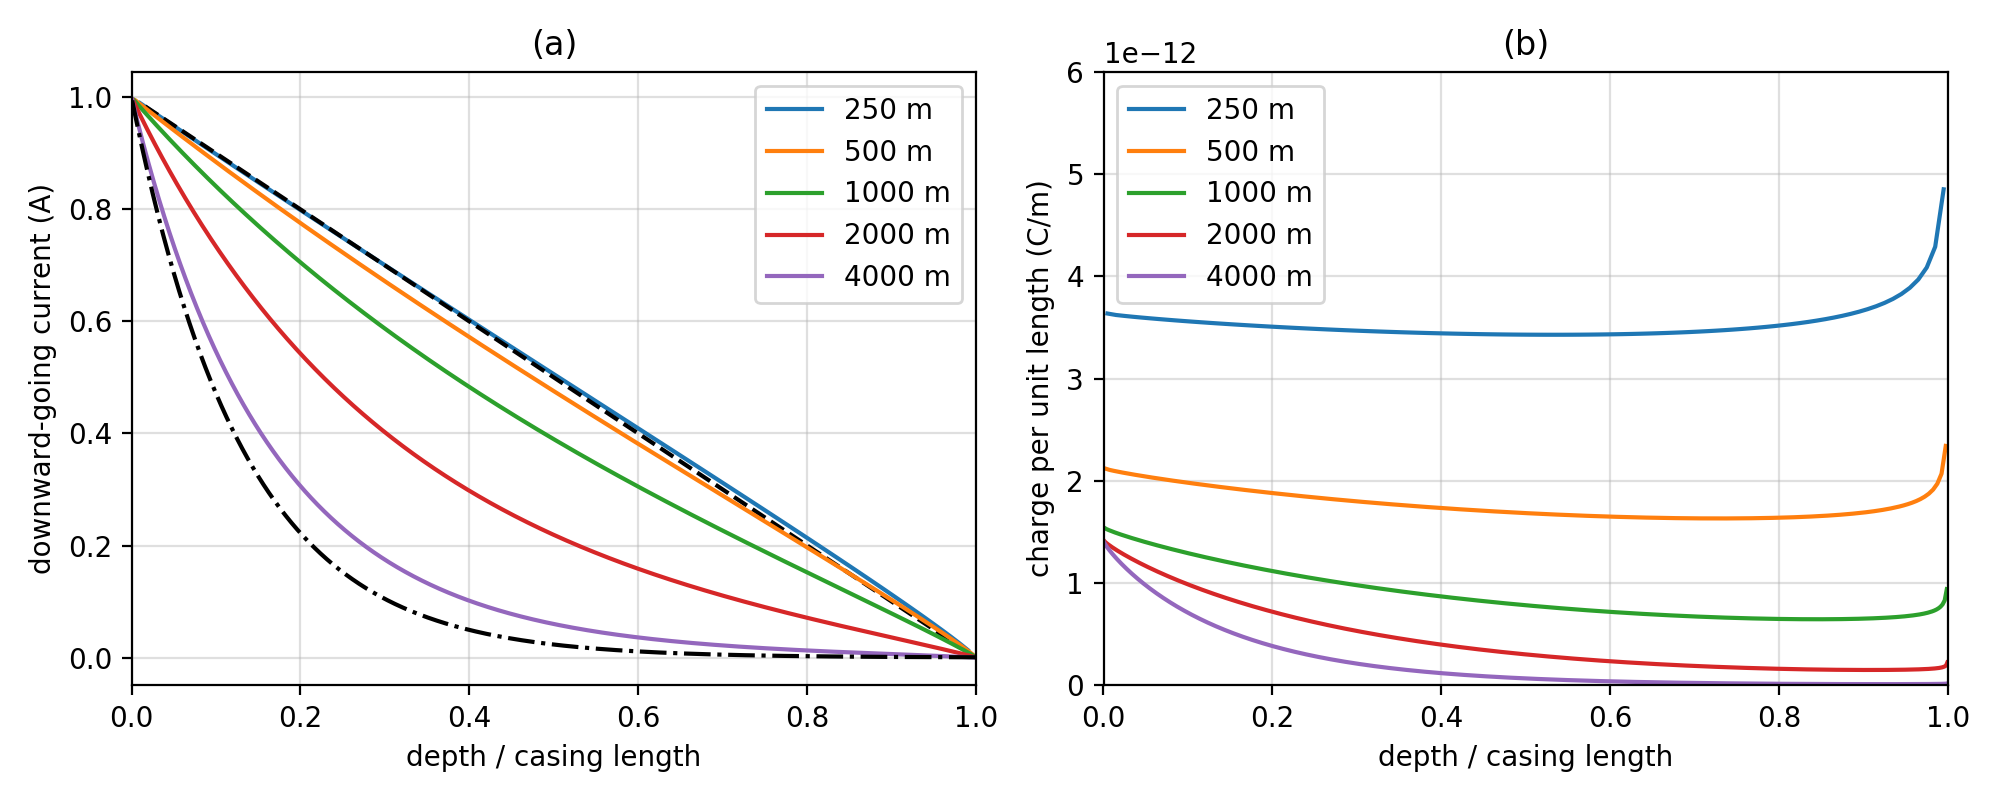 (a)
1.0
0.8
0.6
0.4
0.2
0.0
downward-going current (A)
250 m
500 m
1000 m
2000 m
4000 m
0.0 0.2 0.4 0.6 0.8 1.0
depth / casing length
(b)
1e−12
6
5
4
3
2
1
0
charge per unit length (C/m)
250 m
500 m
1000 m
2000 m
4000 m
0.0 0.2 0.4 0.6 0.8 1.0
depth / casing length